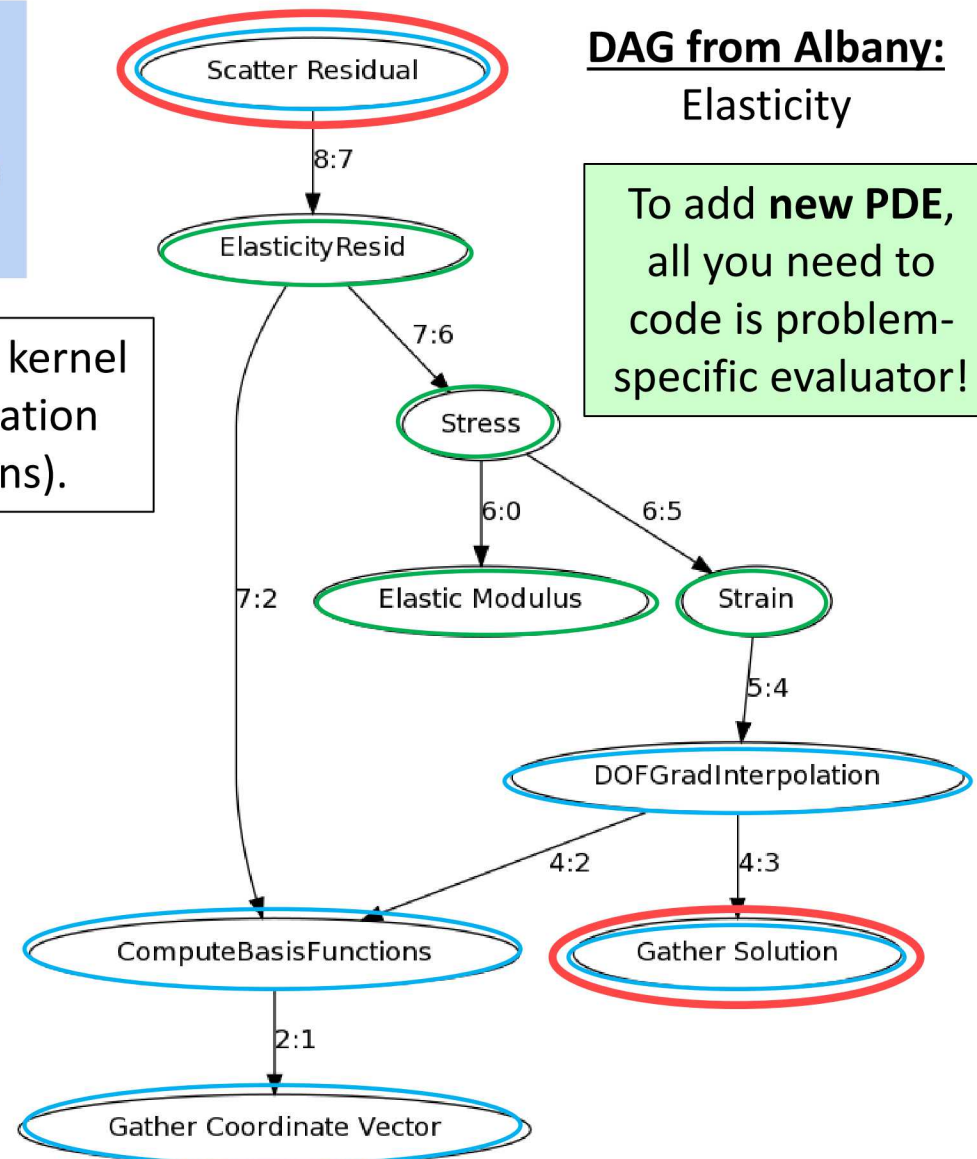 Scatter Residual
DAG from Albany:
Elasticity
8:7
To add new PDE,
all you need to
code is problem-
specific evaluator!
ElasticityResid
kernel
ation
ns).
7:6
Stress
6:0
6:5
7:2
Elastic Modulus
Strain
5:4
DOFGradInterpolation
4:2
4:3
ComputeBasisFunctions
Gather Solution
2:1
Gather Coordinate Vector